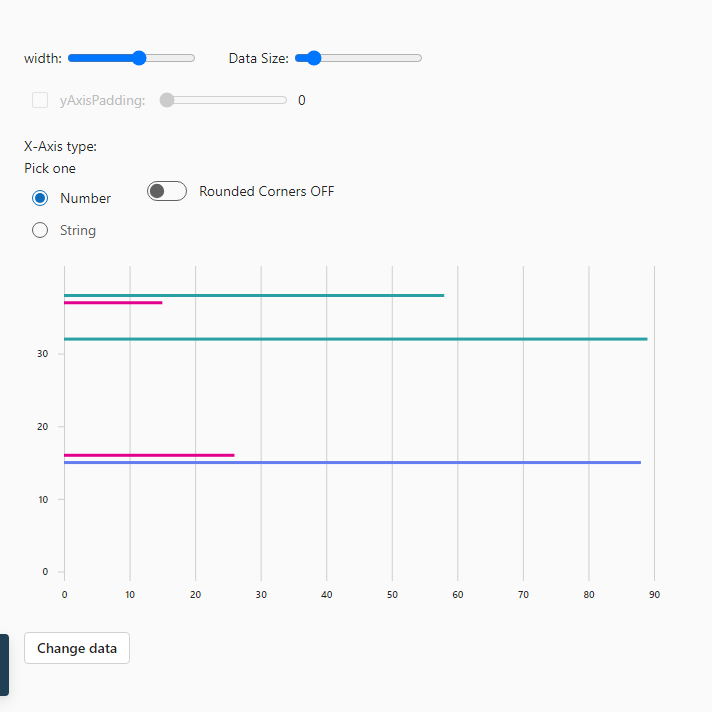 width: Data Size:
yAxisPadding: 0
X-Axis type:
Pick one
Number
Rounded Corners OFF
String
30
20
10
0
0 10 20 30 40 50 60 70 80 90
Change data